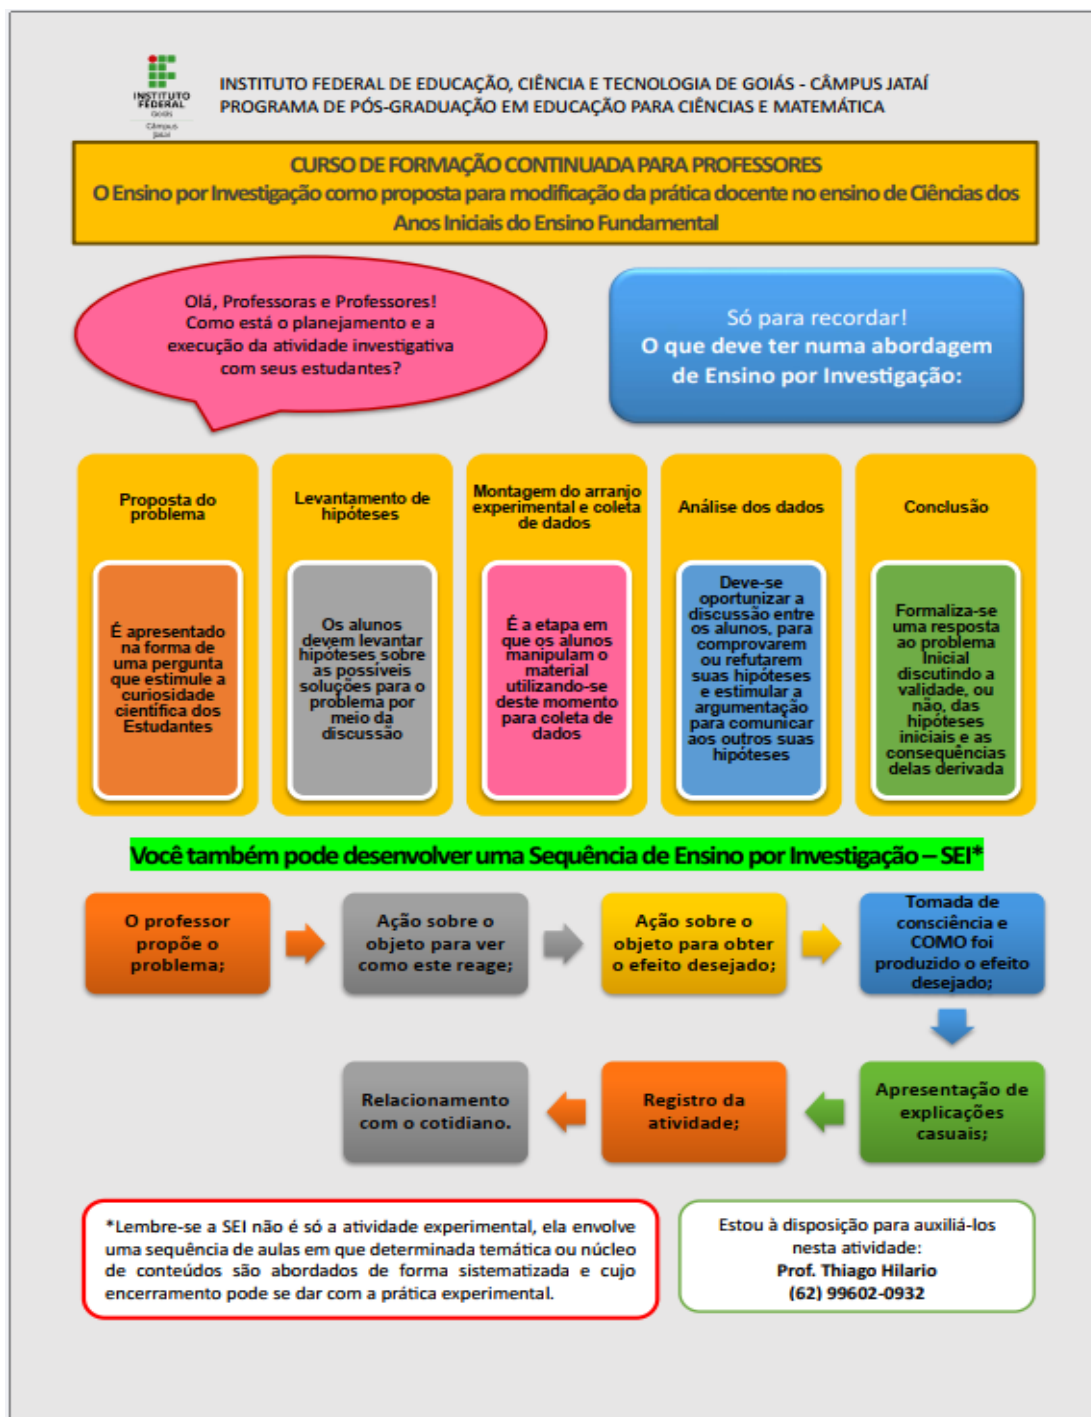 INSTITUTO
FEDERAL
Goiás
Câmpus
Jataí
INSTITUTO FEDERAL DE EDUCAÇÃO, CIÊNCIA E TECNOLOGIA DE GOIÁS - CÂMPUS JATAÍ
PROGRAMA DE PÓS-GRADUAÇÃO EM EDUCAÇÃO PARA CIÊNCIAS E MATEMÁTICA
CURSO DE FORMAÇÃO CONTINUADA PARA PROFESSORES
O Ensino por Investigação como proposta para modificação da prática docente no ensino de Ciências dos
Anos Iniciais do Ensino Fundamental
Olá, Professoras e Professores!
Como está o planejamento e a
execução da atividade investigativa
com seus estudantes?
Só para recordar!
O que deve ter numa abordagem
de Ensino por Investigação:
Proposta do
problema
É apresentado
na forma de
uma pergunta
que estimule a
curiosidade
científica dos
Estudantes
Levantamento de
hipóteses
Os alunos
devem levantar
hipóteses sobre
as possíveis
soluções para o
problema por
meio da
discussão
Montagem do arranjo
experimental e coleta
de dados
É a etapa em
que os alunos
manipulam o
material
utilizando-se
deste momento
para coleta de
dados
Análise dos dados
Deve-se
oportunizar a
discussão entre
os alunos, para
comprovarem
ou refutarem
suas hipóteses
e estimular a
argumentação
para comunicar
aos outros suas
hipóteses
Conclusão
Formaliza-se
uma resposta
ao problema
Inicial
discutindo a
validade, ou
não, das
hipóteses
iniciais e as
consequências
delas derivada
Você também pode desenvolver uma Sequência de Ensino por Investigação – SEI*
O professor
propõe o
problema;
Ação sobre o
objeto para ver
como este reage;
Ação sobre o
objeto para obter
o efeito desejado;
Tomada de
consciência e
COMO foi
produzido o efeito
desejado;
Apresentação de
explicações
casuais;
Registro da
atividade;
Relacionamento
com o cotidiano.
*Lembre-se a SEI não é só a atividade experimental, ela envolve
uma sequência de aulas em que determinada temática ou núcleo
de conteúdos são abordados de forma sistematizada e cujo
encerramento pode se dar com a prática experimental.
Estou à disposição para auxiliá-los
nesta atividade:
Prof. Thiago Hilario
(62) 99602-0932